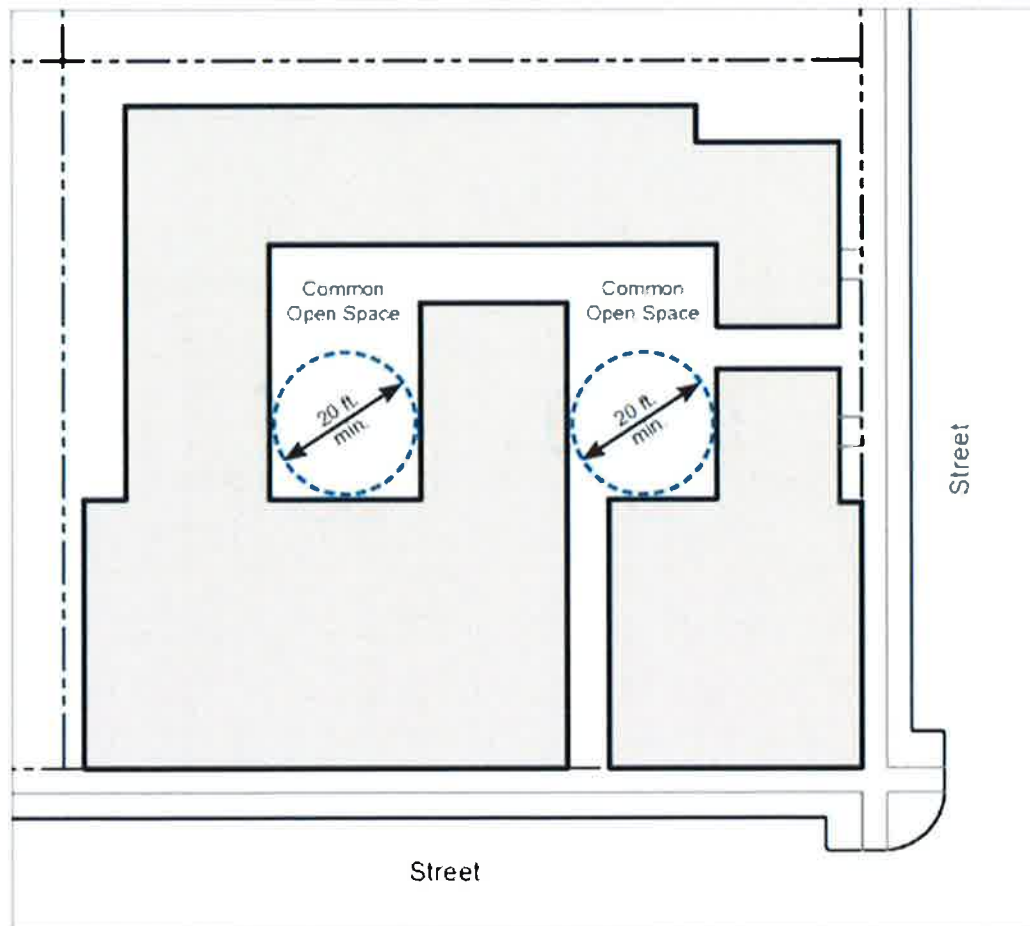 Common
Open Space
Common
Open Space
20 ft.
min.
20 ft.
min.
Street
Street